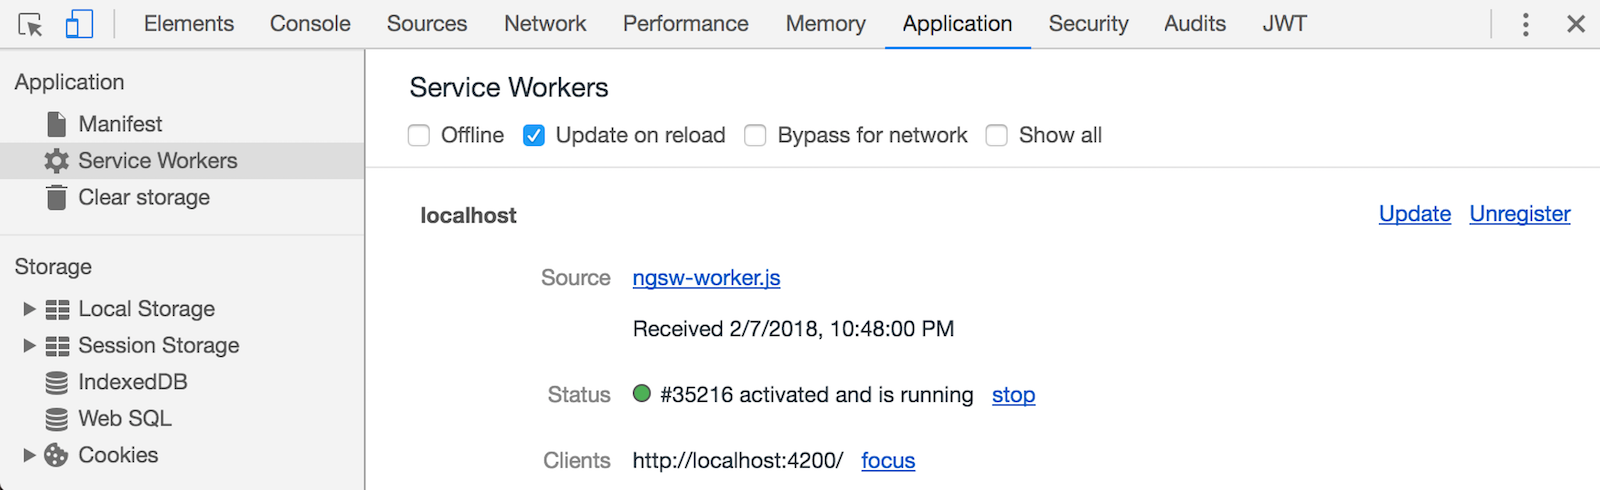 Elements Console Sources Network Performance Memory Application Security Audits JWT
Application
Manifest
Service Workers
Clear storage
Storage
Local Storage
Session Storage
IndexedDB
Web SQL
Cookies
Service Workers
Offline Update on reload Bypass for network Show all
localhost Update Unregister
Source ngsw-worker.js
Received 2/7/2018, 10:48:00 PM
Status #35216 activated and is running stop
Clients http://localhost:4200/ focus